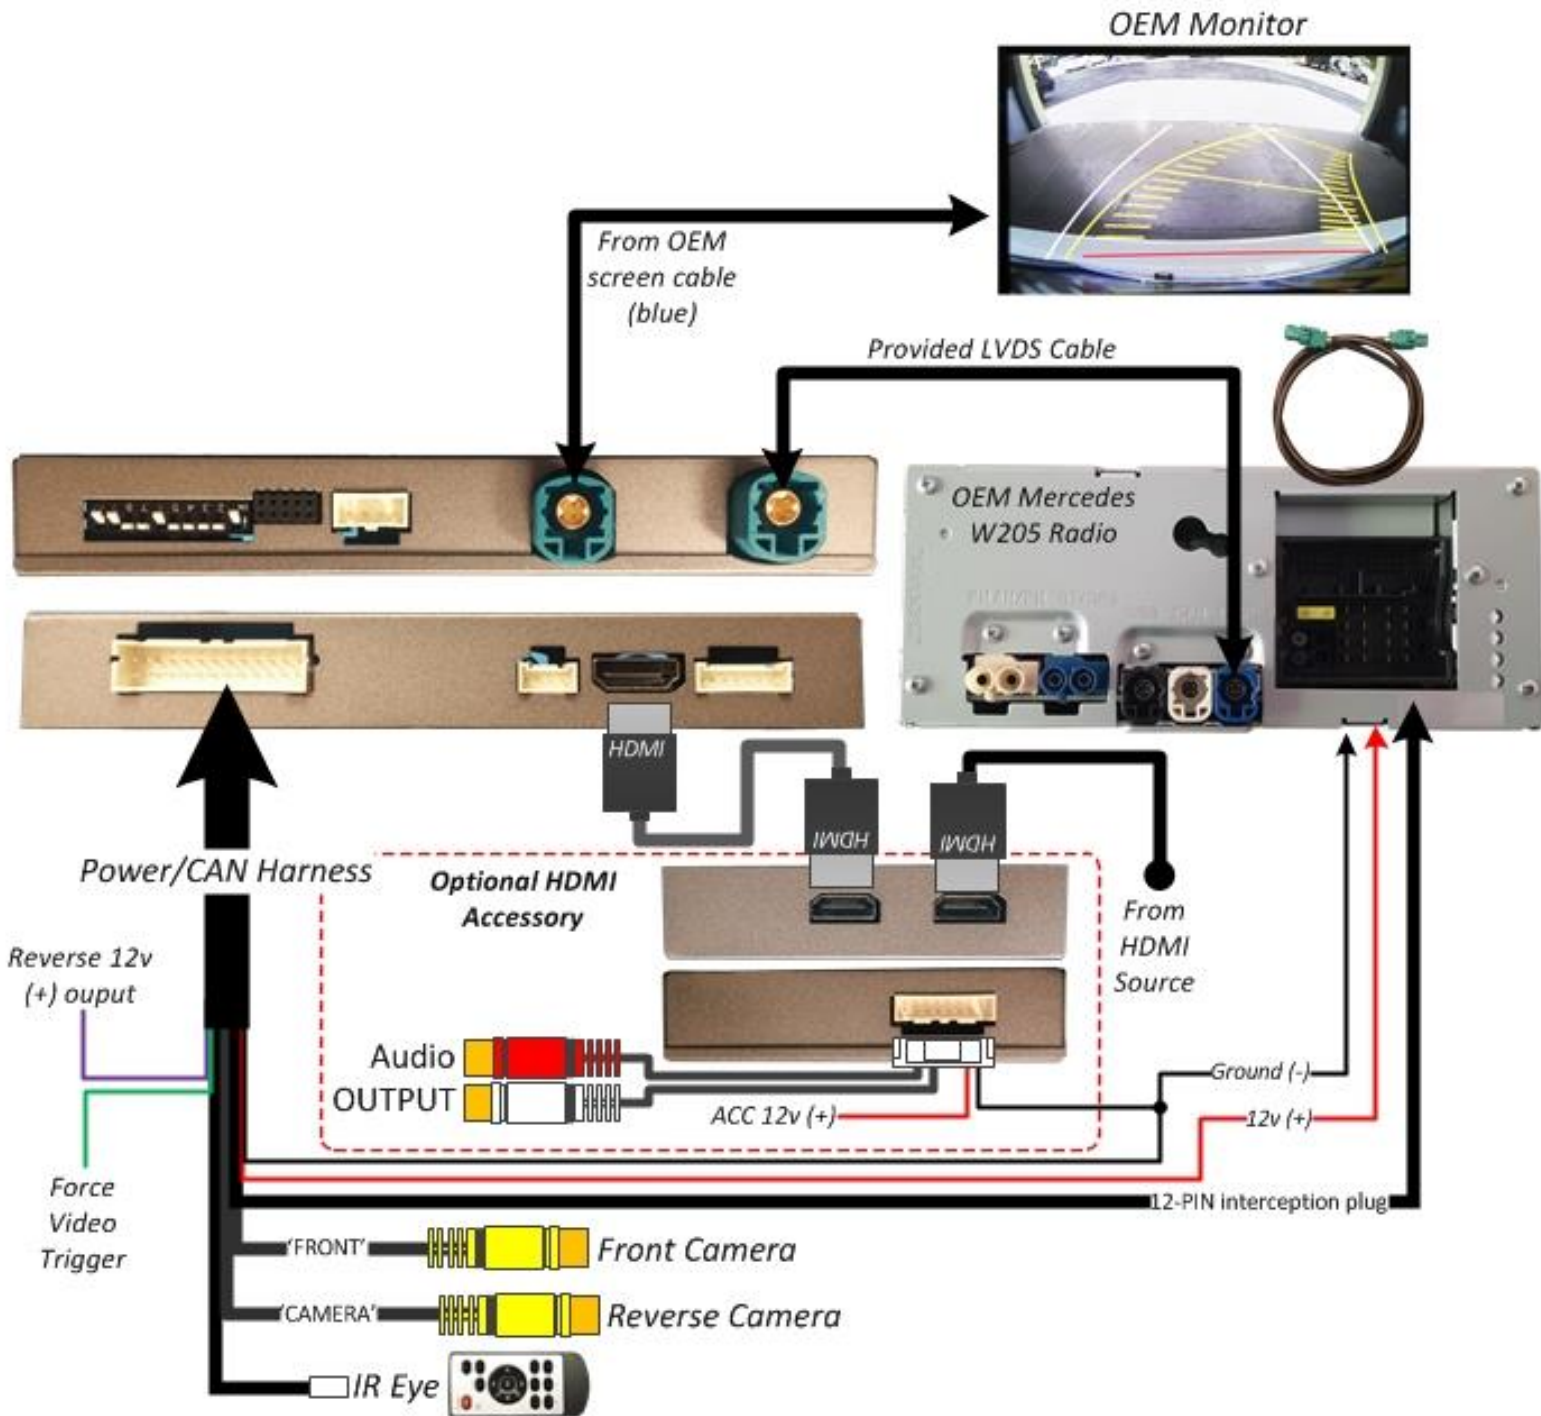 OEM Monitor
From OEM
screen cable
(blue)
Provided LVDS Cable
OEM Mercedes
W205 Radio
HDMI
HDMI
HDMI
Power/CAN Harness
Optional HDMI
Accessory
From
HDMI
Source
Reverse 12v
(+) ouput
Audio
OUTPUT
ACC 12v (+)
Ground (-)
12v (+)
12-PIN interception plug
Force
Video
Trigger
'FRONT'
Front Camera
'CAMERA'
Reverse Camera
IR Eye